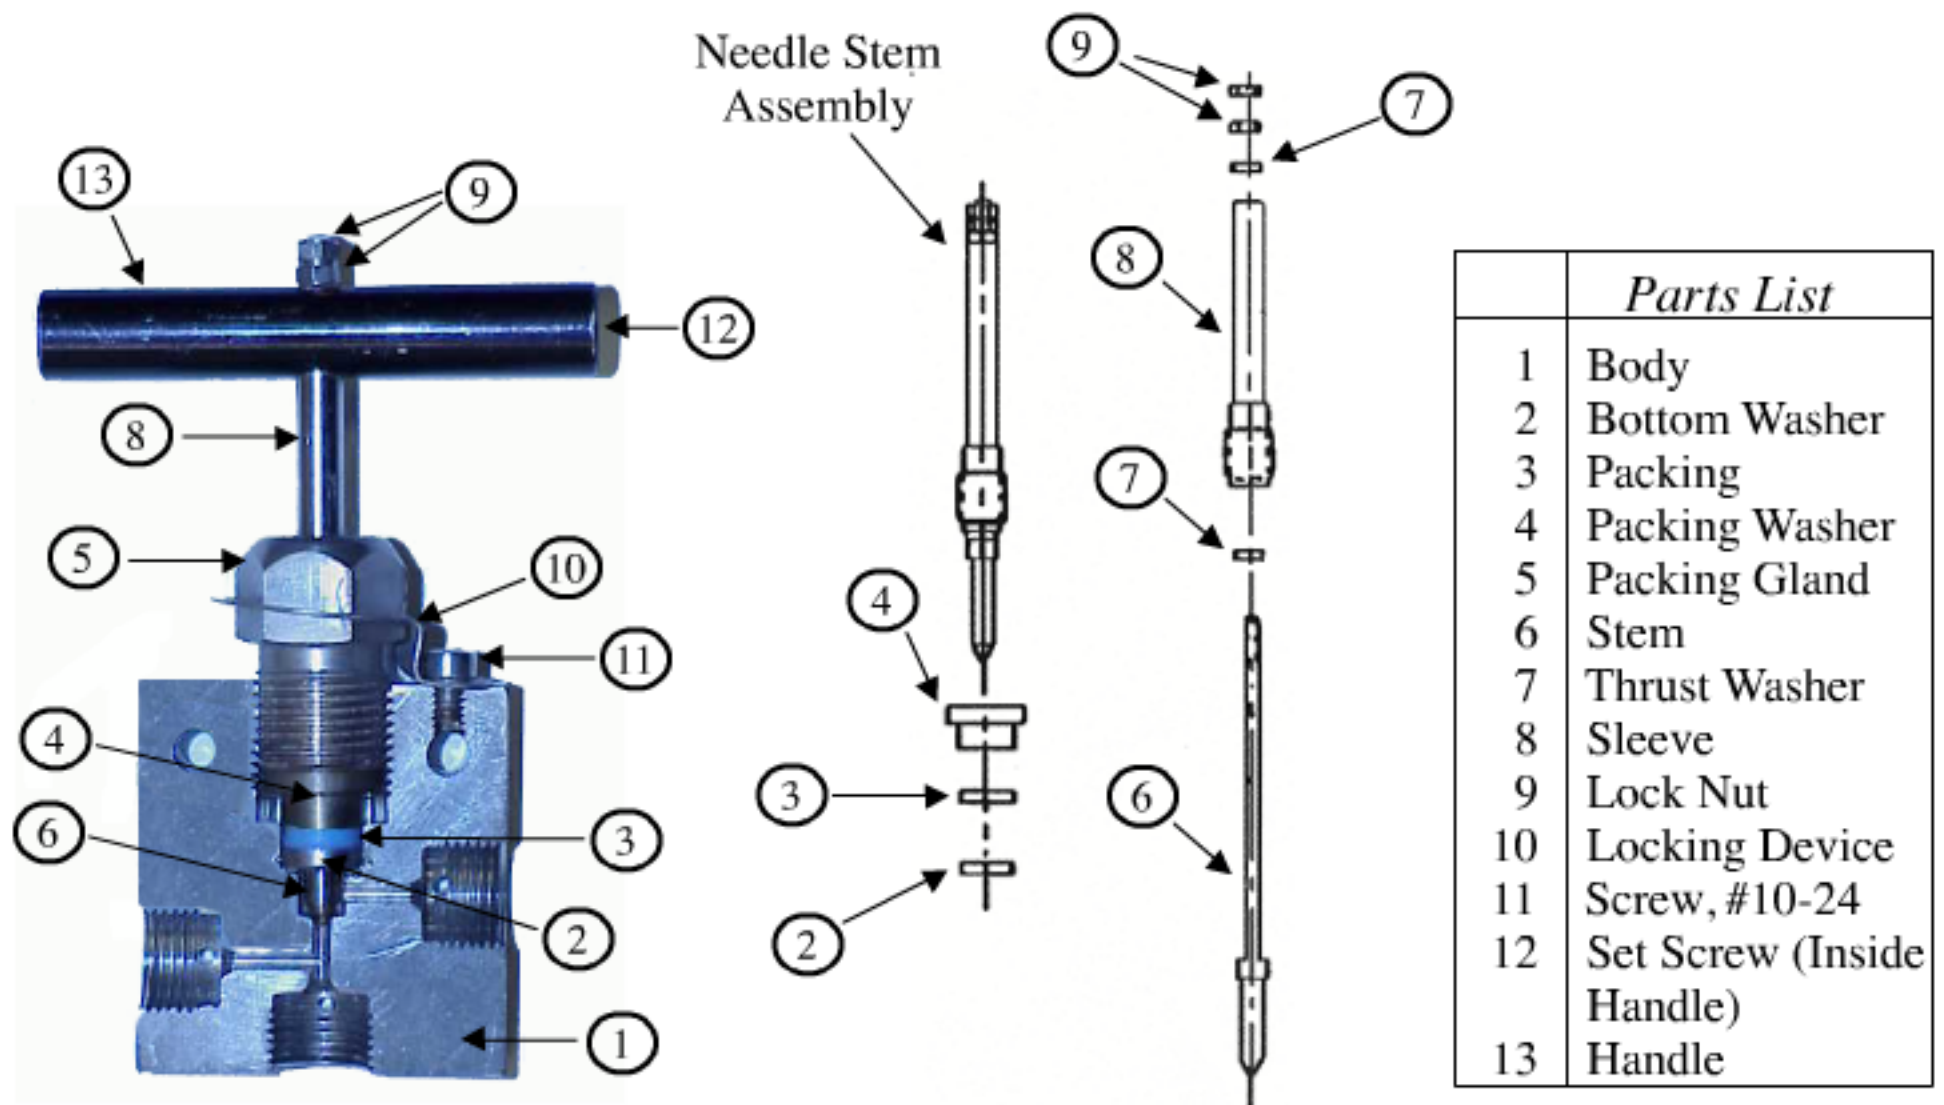 Needle Stem
Assembly
9
7
13
9
8
12
8
7
5
10
4
11
4
3
6
6
3
2
2
1
Parts List
1 Body
2 Bottom Washer
3 Packing
4 Packing Washer
5 Packing Gland
6 Stem
7 Thrust Washer
8 Sleeve
9 Lock Nut
10 Locking Device
11 Screw, #10-24
12 Set Screw (Inside
Handle)
13 Handle